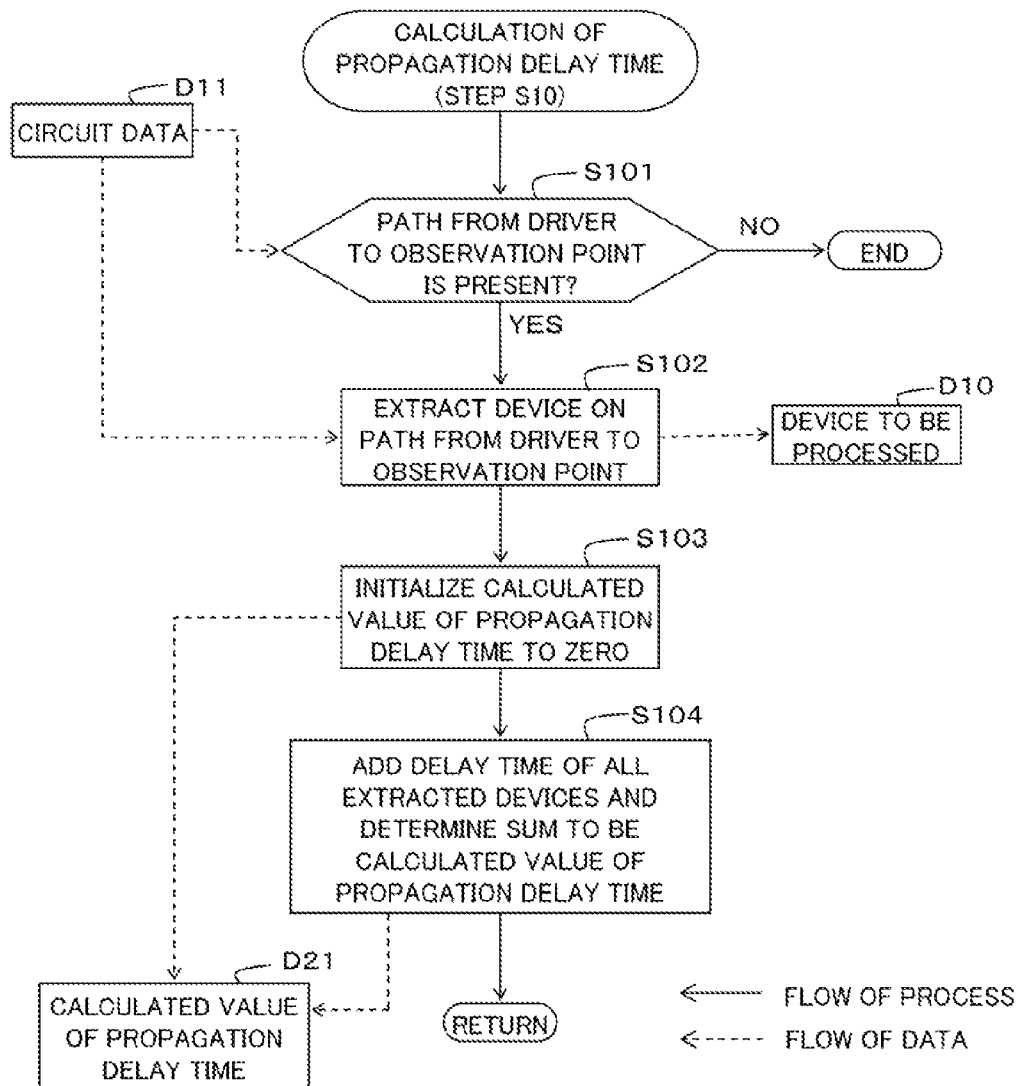 CALCULATION OF
PROPAGATION DELAY TIME
(STEP S10)
D11
CIRCUIT DATA
S101
PATH FROM DRIVER
TO OBSERVATION POINT
IS PRESENT?
NO
END
YES
S102
EXTRACT DEVICE ON
PATH FROM DRIVER TO
OBSERVATION POINT
D10
DEVICE TO BE
PROCESSED
S103
INITIALIZE CALCULATED
VALUE OF PROPAGATION
DELAY TIME TO ZERO
S104
ADD DELAY TIME OF ALL
EXTRACTED DEVICES AND
DETERMINE SUM TO BE
CALCULATED VALUE OF
PROPAGATION DELAY TIME
D21
CALCULATED VALUE
OF PROPAGATION
DELAY TIME
RETURN
FLOW OF PROCESS
FLOW OF DATA